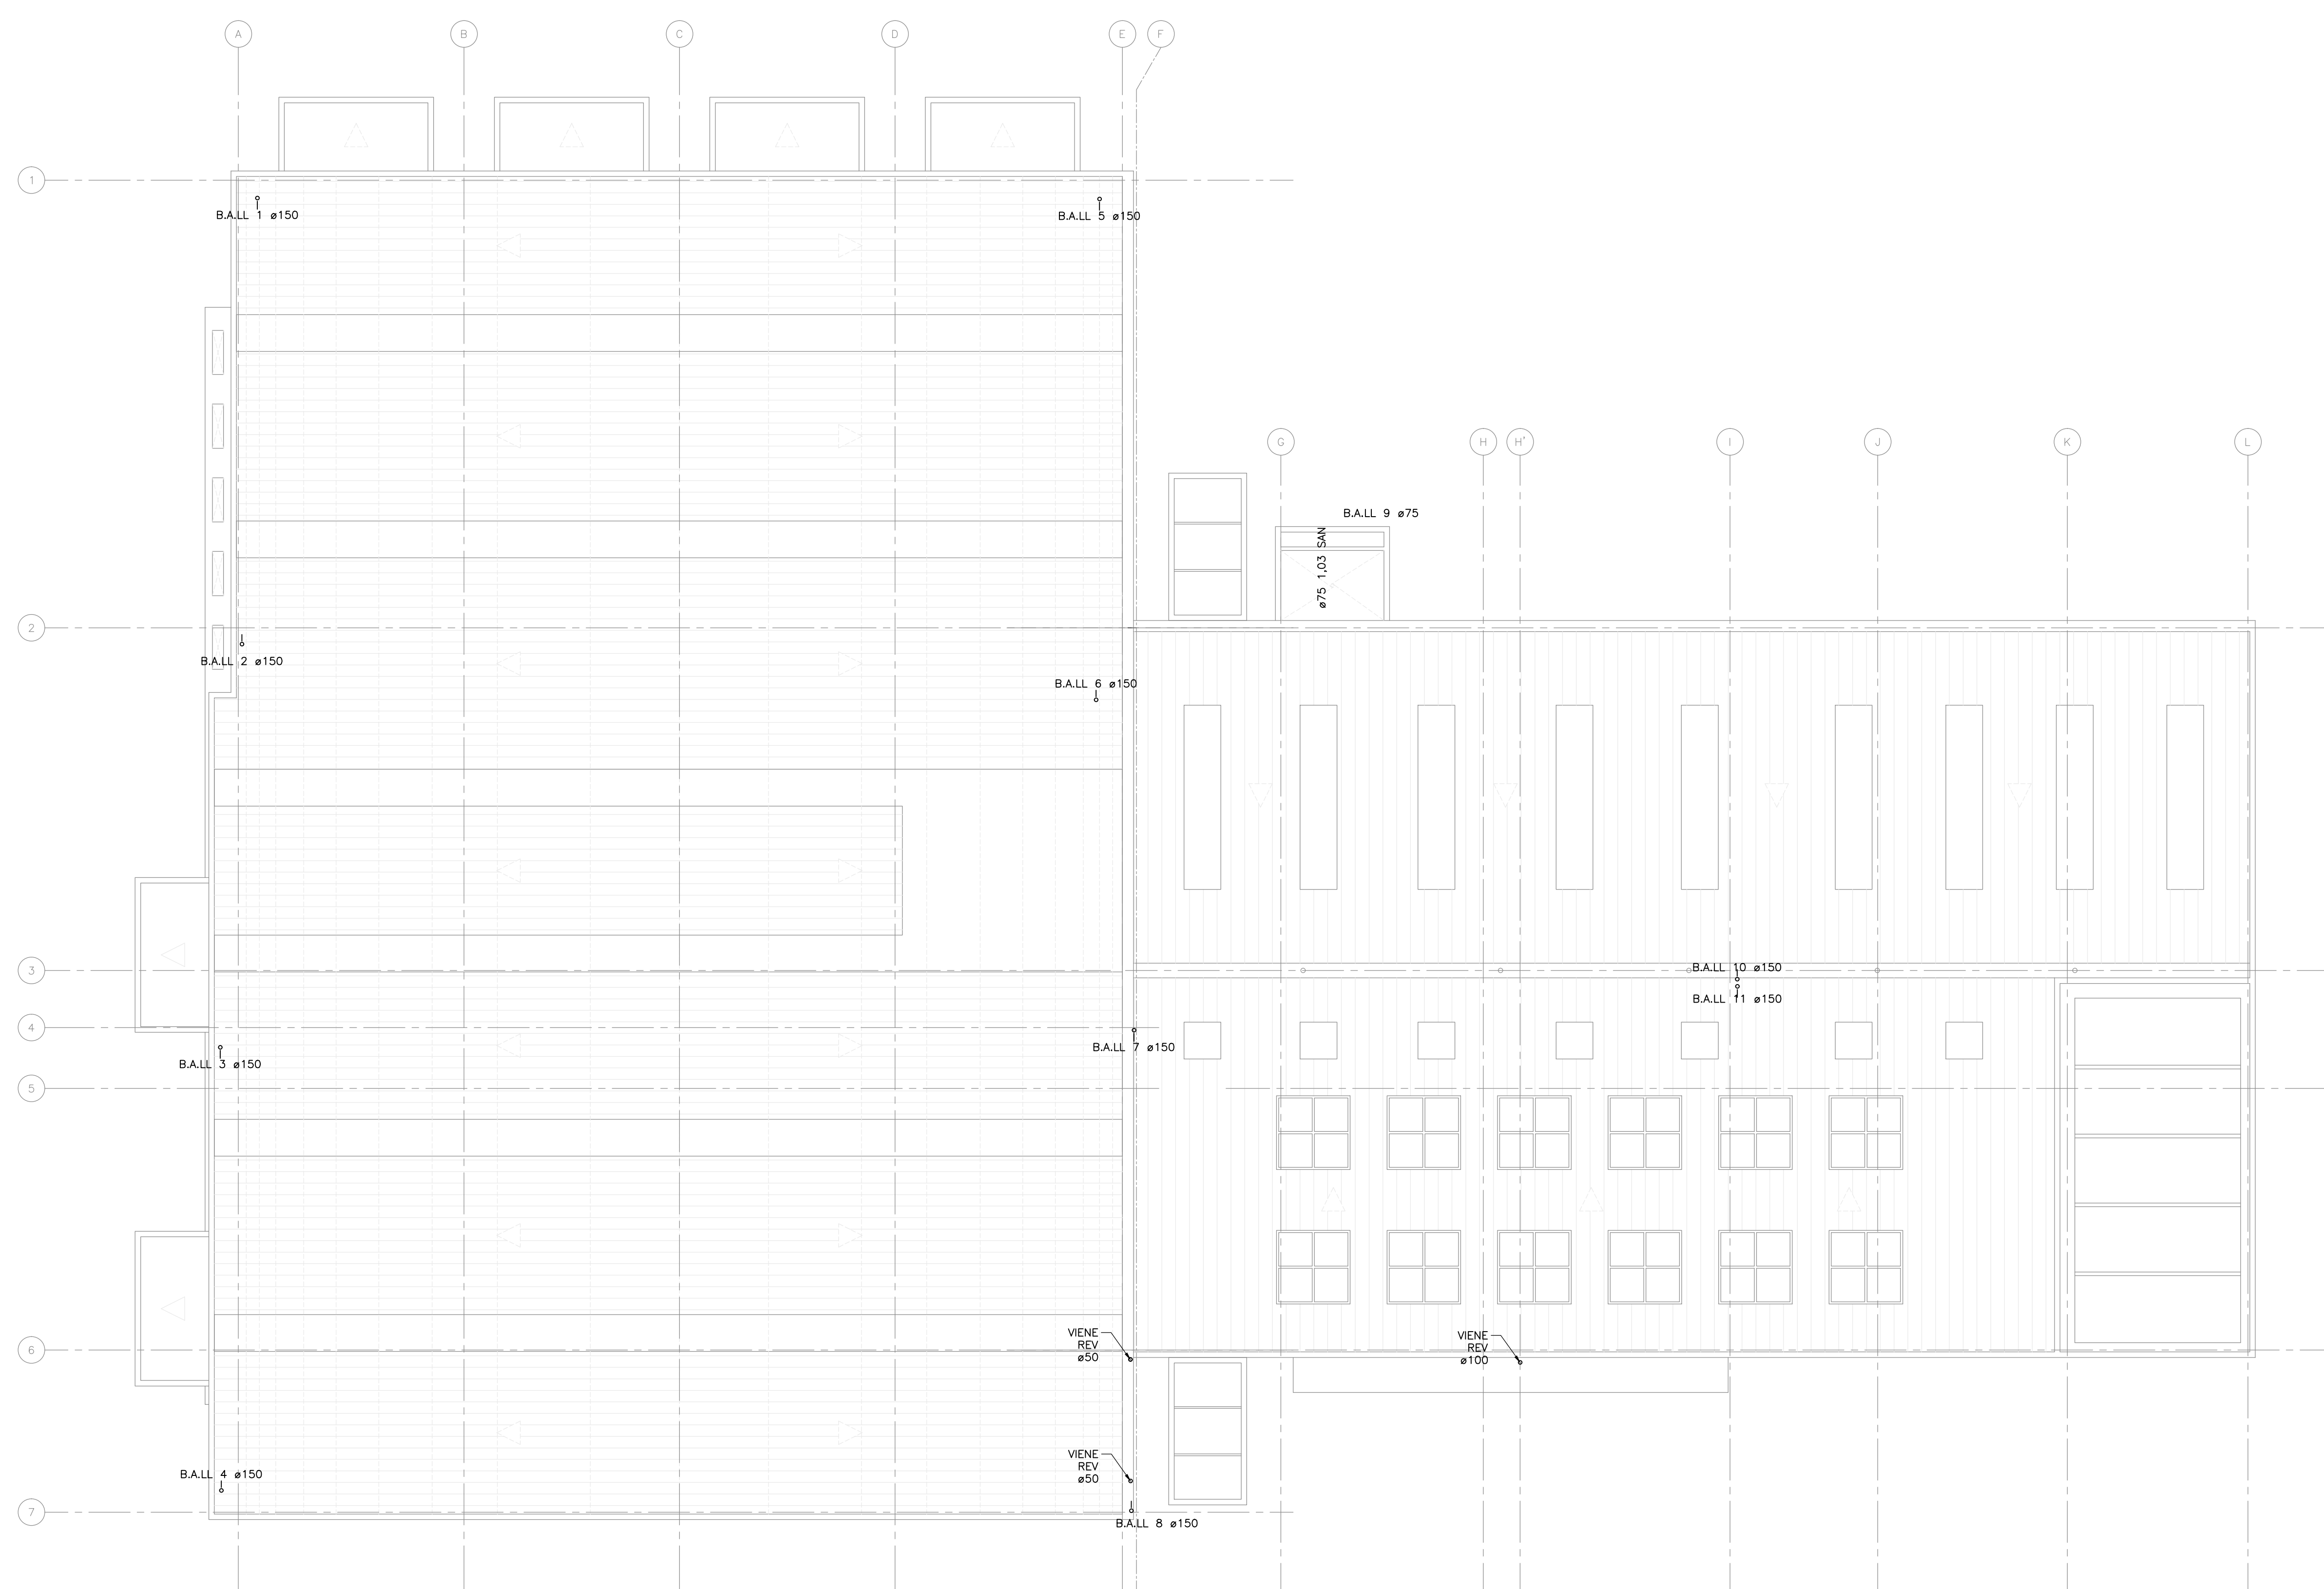 A
B
C
D
E
F
1
B.A.LL 1 ø150
B.A.LL 5 ø150
G
H
H'
I
J
K
L
B.A.LL 9 ø75
ø75 1,03 SAN
2
B.A.LL 2 ø150
B.A.LL 6 ø150
3
B.A.LL 10 ø150
B.A.LL 11 ø150
4
B.A.LL 7 ø150
B.A.LL 3 ø150
5
VIENE
REV
ø50
VIENE
REV
ø100
6
VIENE
REV
ø50
B.A.LL 4 ø150
7
B.A.LL 8 ø150